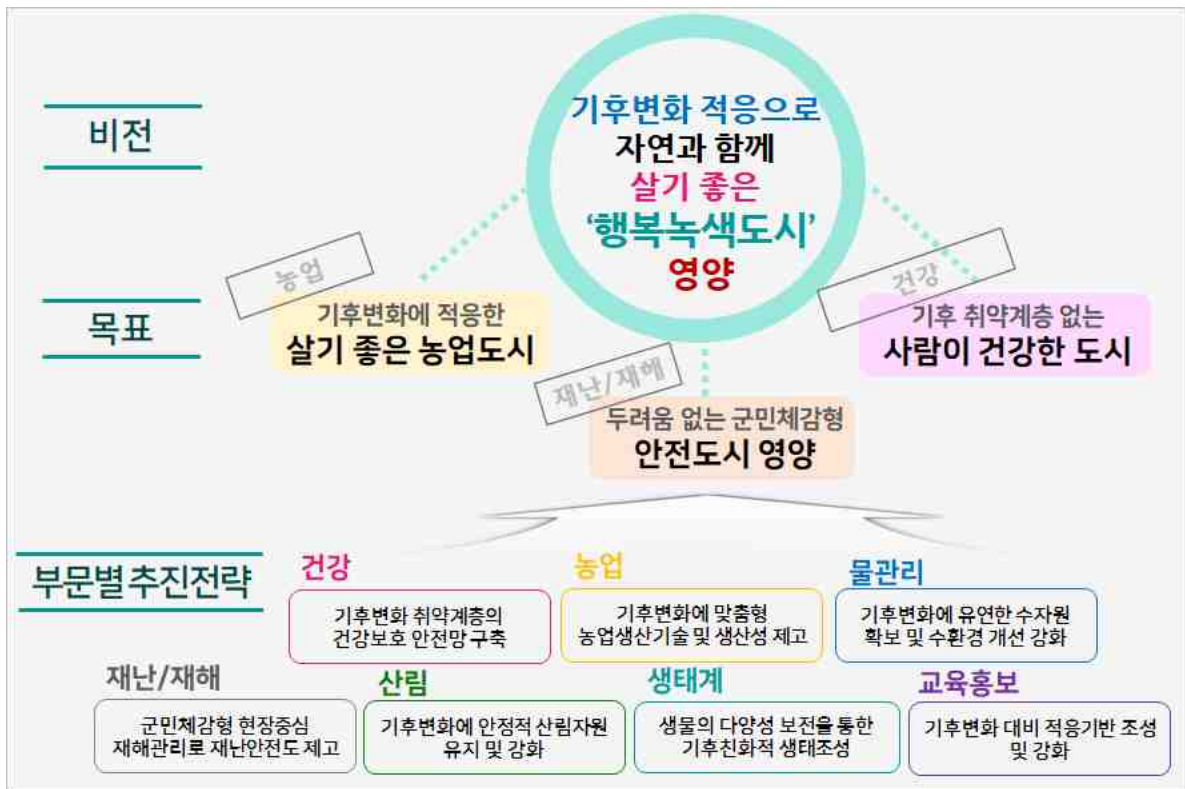 비전
기후변화 적응으로
자연과 함께
살기 좋은
‘행복녹색도시’
영양
목표
농업
기후변화에 적응한
살기 좋은 농업도시
재난/재해
두려움 없는 군민체감형
안전도시 영양
건강
기후 취약계층 없는
사람이 건강한 도시
부문별 추진전략
건강
기후변화 취약계층의
건강보호 안전망 구축
농업
기후변화에 맞춤형
농업생산기술 및 생산성 제고
물관리
기후변화에 유연한 수자원
확보 및 수환경 개선 강화
재난/재해
군민체감형 현장중심
재해관리로 재난안전도 제고
산림
기후변화에 안정적 산림자원
유지 및 강화
생태계
생물의 다양성 보전을 통한
기후친화적 생태조성
교육홍보
기후변화 대비 적응기반 조성
및 강화